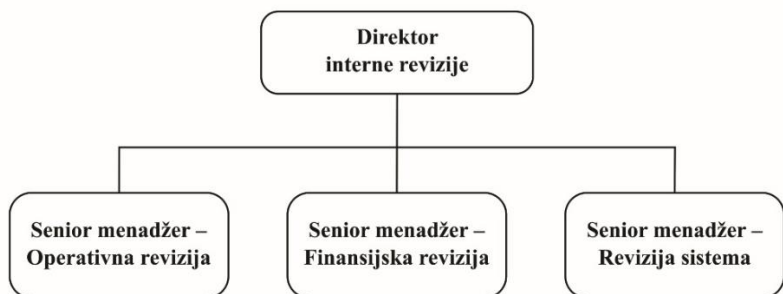 Direktor
interne revizije
Senior menadžer –
Operativna revizija
Senior menadžer –
Finansijska revizija
Senior menadžer –
Revizija sistema